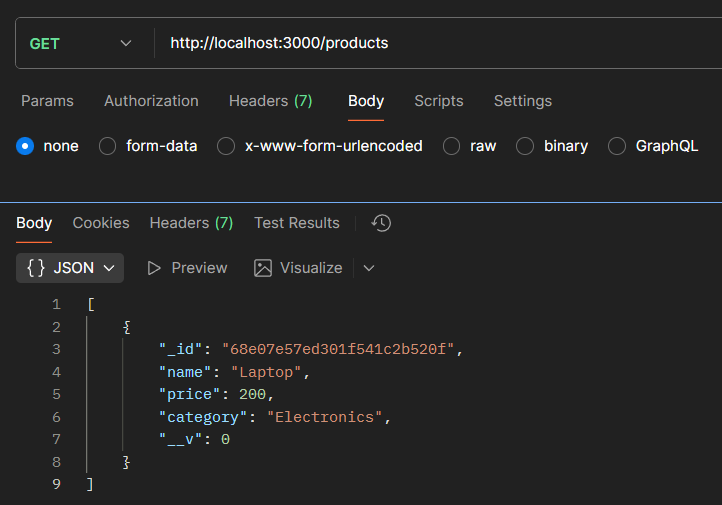 GET http://localhost:3000/products
Params Authorization Headers (7) Body Scripts Settings
none form-data x-www-form-urlencoded raw binary GraphQL
Body Cookies Headers (7) Test Results
{} JSON Preview Visualize
1 [
2 {
3 "_id": "68e07e57ed301f541c2b520f",
4 "name": "Laptop",
5 "price": 200,
6 "category": "Electronics",
7 "__v": 0
8 }
9 ]